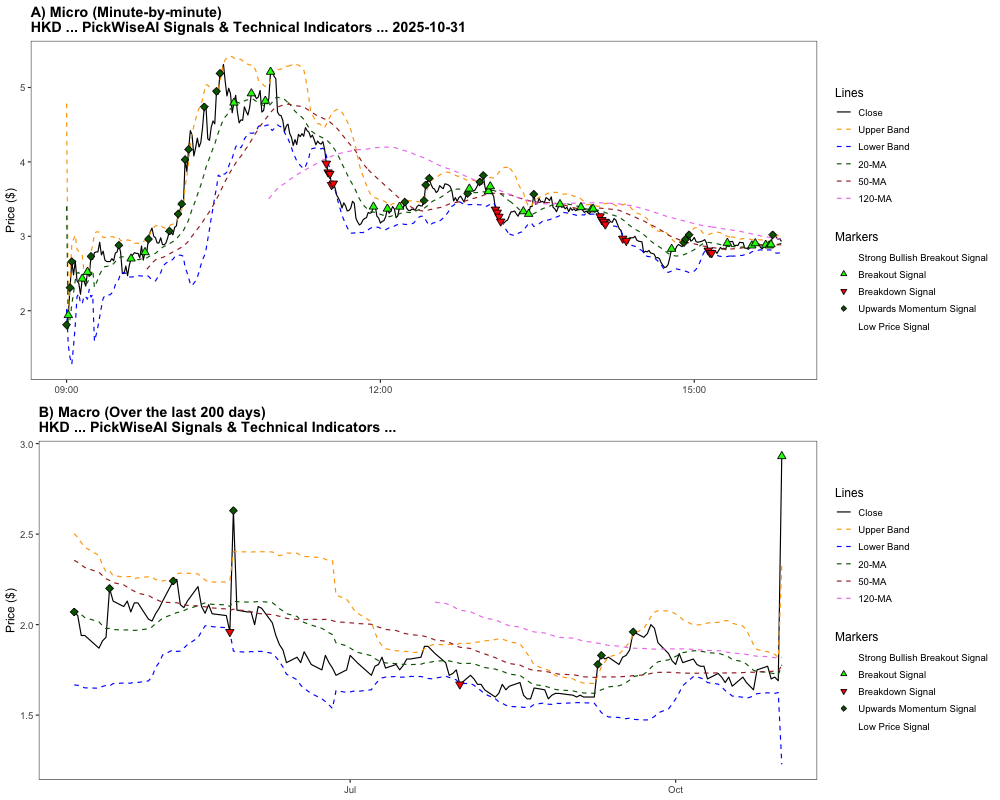 A) Micro (Minute-by-minute)
HKD ... PickWiseAI Signals & Technical Indicators ... 2025-10-31
Price ($)
5
4
3
2
09:00
12:00
15:00
Lines
Close
Upper Band
Lower Band
20-MA
50-MA
120-MA
Markers
Strong Bullish Breakout Signal
Breakout Signal
Breakdown Signal
Upwards Momentum Signal
Low Price Signal
B) Macro (Over the last 200 days)
HKD ... PickWiseAI Signals & Technical Indicators ...
Price ($)
3.0
2.5
2.0
1.5
Jul
Oct
Lines
Close
Upper Band
Lower Band
20-MA
50-MA
120-MA
Markers
Strong Bullish Breakout Signal
Breakout Signal
Breakdown Signal
Upwards Momentum Signal
Low Price Signal